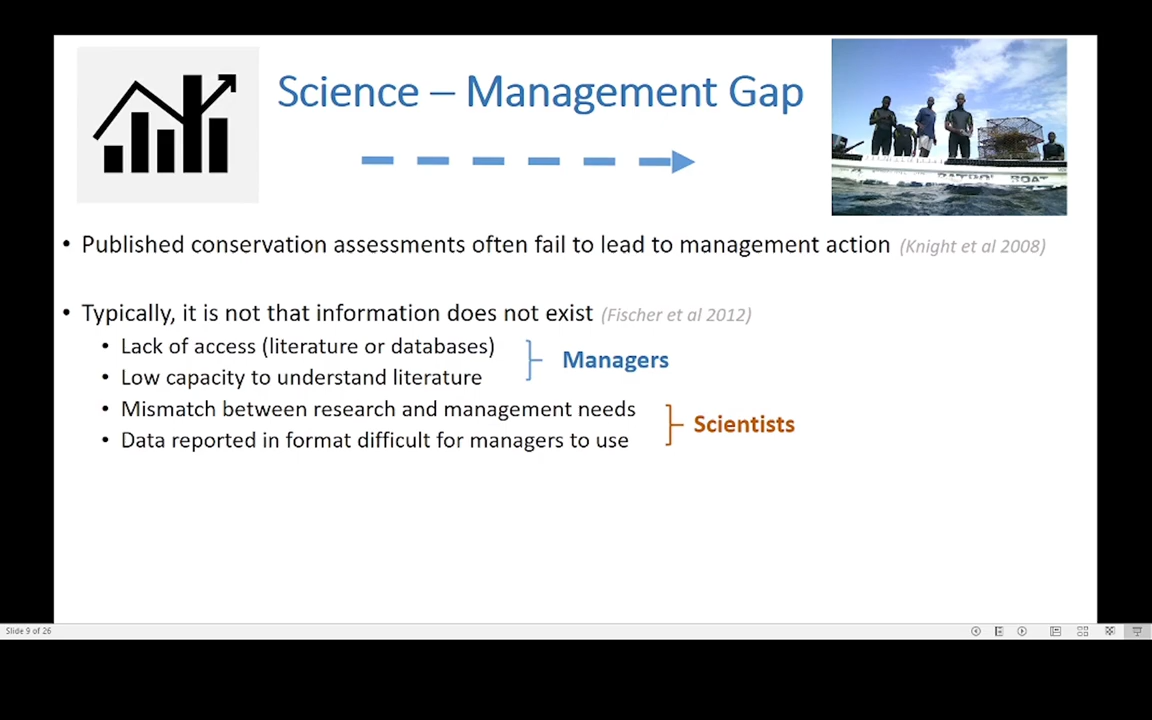 Science – Management Gap
PATROL BOAT
• Published conservation assessments often fail to lead to management action (Knight et al 2008)
• Typically, it is not that information does not exist (Fischer et al 2012)
• Lack of access (literature or databases)
• Low capacity to understand literature
Managers
• Mismatch between research and management needs
• Data reported in format difficult for managers to use
Scientists
Slide 9 of 26